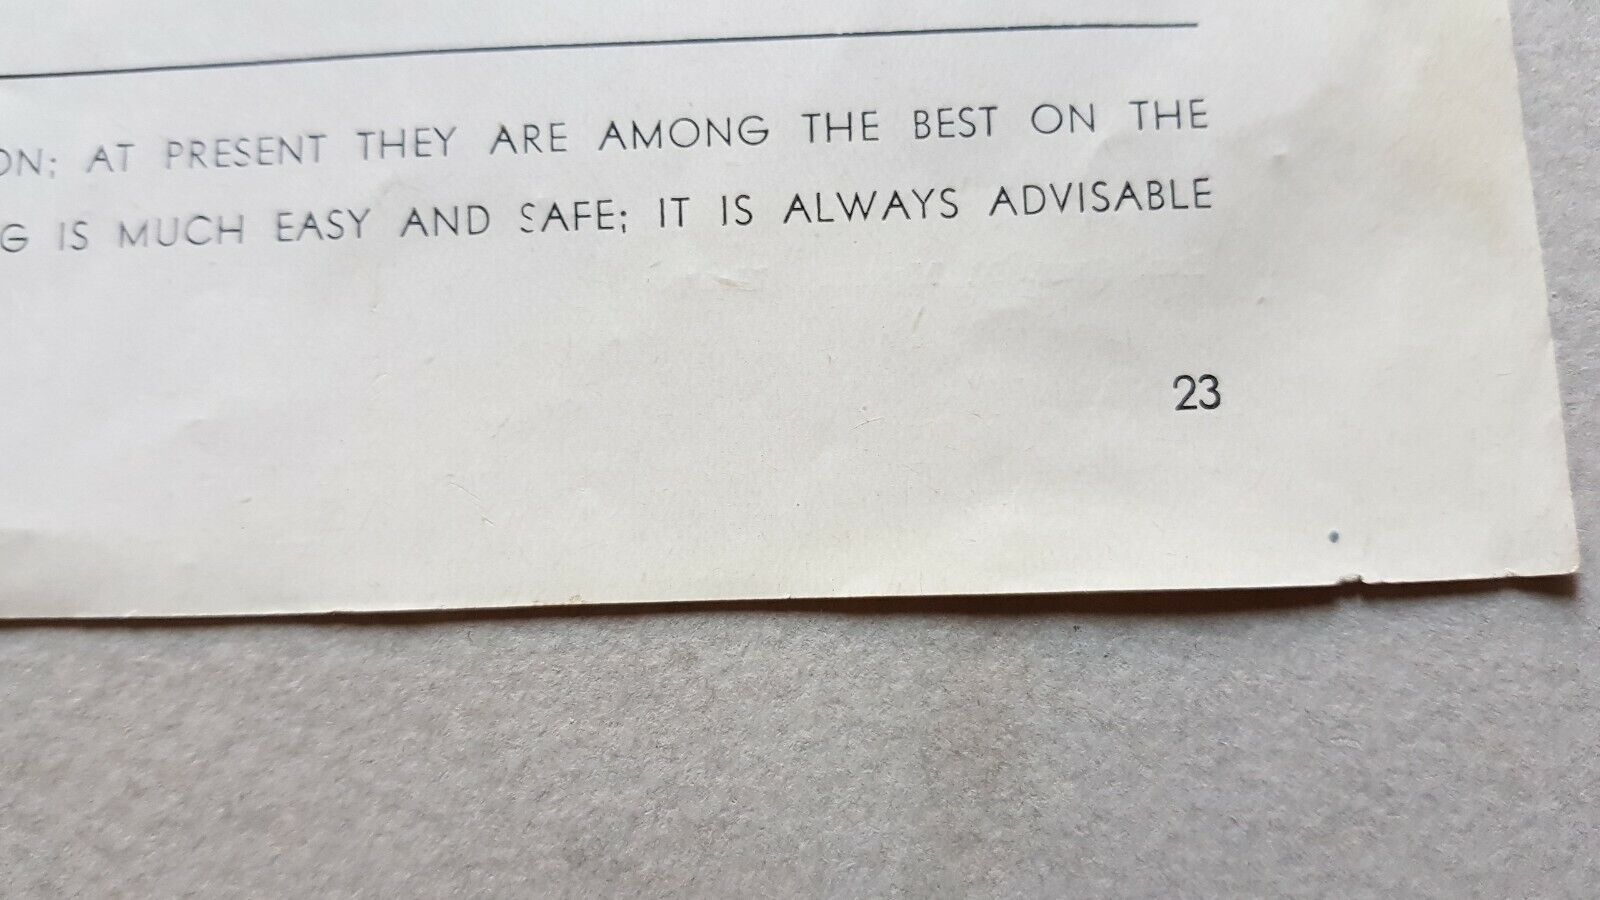 ON; AT PRESENT THEY ARE AMONG THE BEST ON THE
G IS MUCH EASY AND SAFE; IT IS ALWAYS ADVISABLE
23